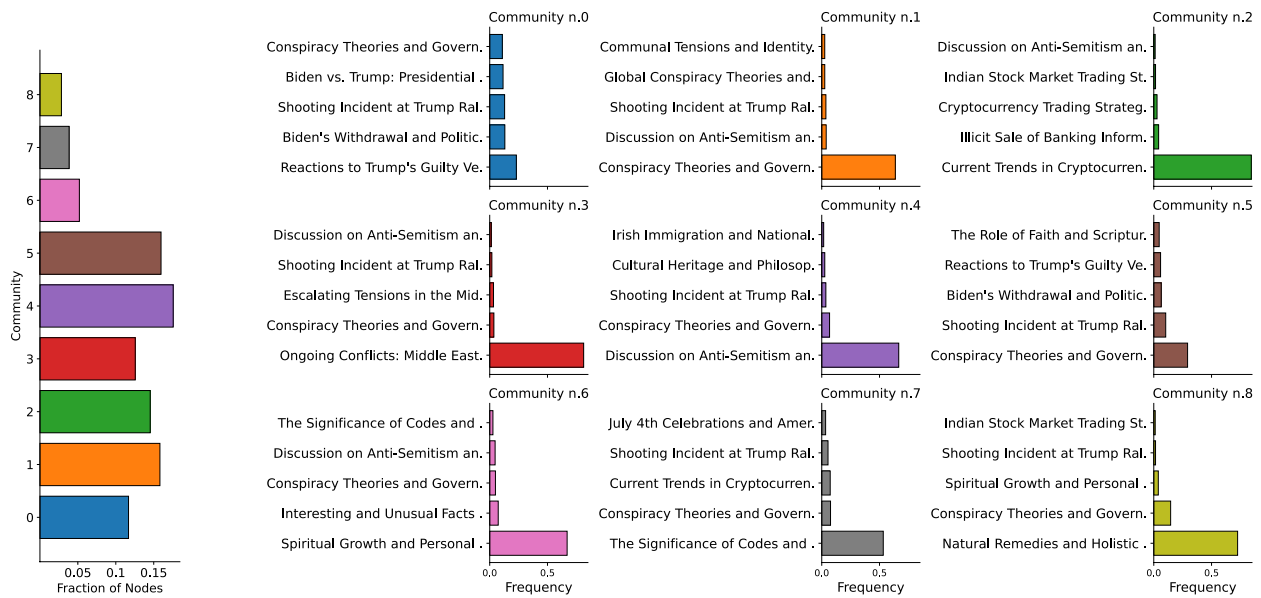 Community
8
7
6
5
4
3
2
1
0
0.05 0.1 0.15
Fraction of Nodes
Community n.0
Conspiracy Theories and Govern.
Biden vs. Trump: Presidential .
Shooting Incident at Trump Ral.
Biden's Withdrawal and Politic.
Reactions to Trump's Guilty Ve.
Community n.1
Communal Tensions and Identity.
Global Conspiracy Theories and.
Shooting Incident at Trump Ral.
Discussion on Anti-Semitism an.
Conspiracy Theories and Govern.
Community n.2
Discussion on Anti-Semitism an.
Indian Stock Market Trading St.
Cryptocurrency Trading Strateg.
Illicit Sale of Banking Inform.
Current Trends in Cryptocurren.
Community n.3
Discussion on Anti-Semitism an.
Shooting Incident at Trump Ral.
Escalating Tensions in the Mid.
Conspiracy Theories and Govern.
Ongoing Conflicts: Middle East.
Community n.4
Irish Immigration and National.
Cultural Heritage and Philosop.
Shooting Incident at Trump Ral.
Conspiracy Theories and Govern.
Discussion on Anti-Semitism an.
Community n.5
The Role of Faith and Scriptur.
Reactions to Trump's Guilty Ve.
Biden's Withdrawal and Politic.
Shooting Incident at Trump Ral.
Conspiracy Theories and Govern.
Community n.6
The Significance of Codes and .
Discussion on Anti-Semitism an.
Conspiracy Theories and Govern.
Interesting and Unusual Facts .
Spiritual Growth and Personal .
0.0 0.5
Frequency
Community n.7
July 4th Celebrations and Amer.
Shooting Incident at Trump Ral.
Current Trends in Cryptocurren.
Conspiracy Theories and Govern.
The Significance of Codes and .
0.0 0.5
Frequency
Community n.8
Indian Stock Market Trading St.
Shooting Incident at Trump Ral.
Spiritual Growth and Personal .
Conspiracy Theories and Govern.
Natural Remedies and Holistic .
0.0 0.5
Frequency